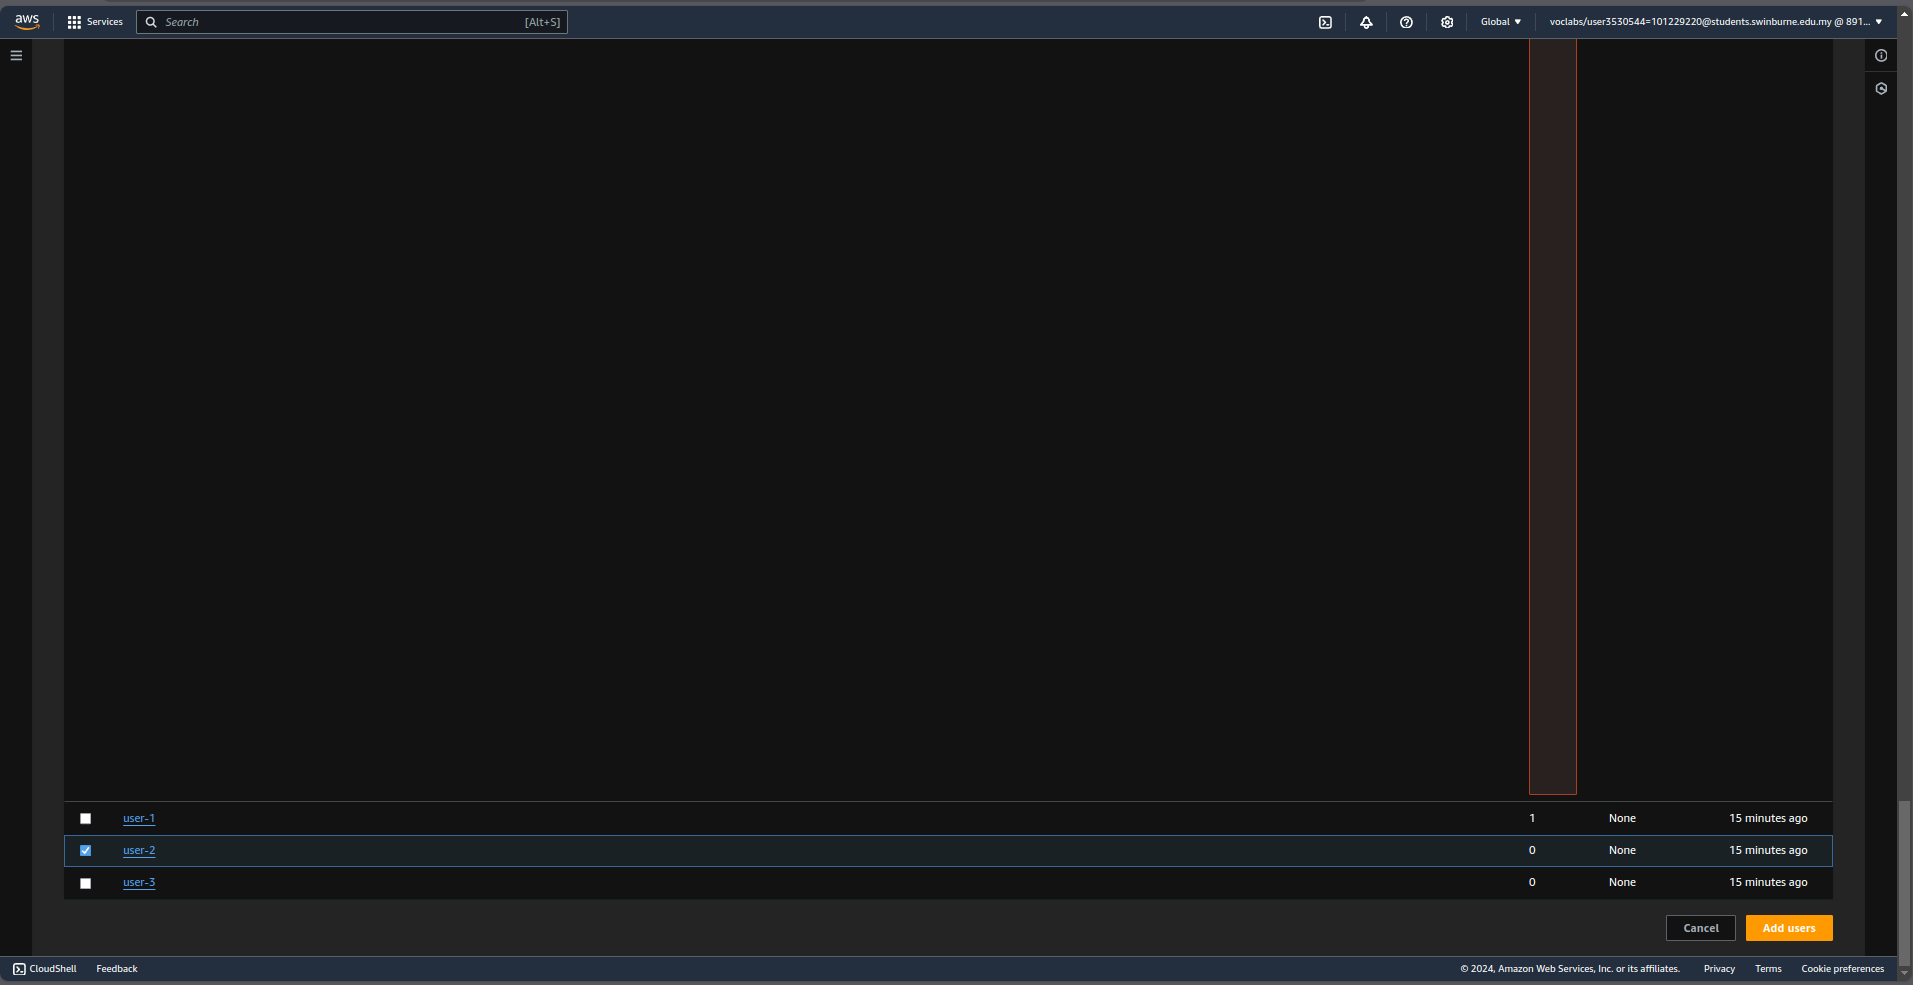 aws
Services
Search
[Alt+S]
Global
voclabs/user3530544=101229220@students.swinburne.edu.my @ 891...
user-1 1 None 15 minutes ago
user-2 0 None 15 minutes ago
user-3 0 None 15 minutes ago
Cancel Add users
CloudShell Feedback © 2024, Amazon Web Services, Inc. or its affiliates. Privacy Terms Cookie preferences